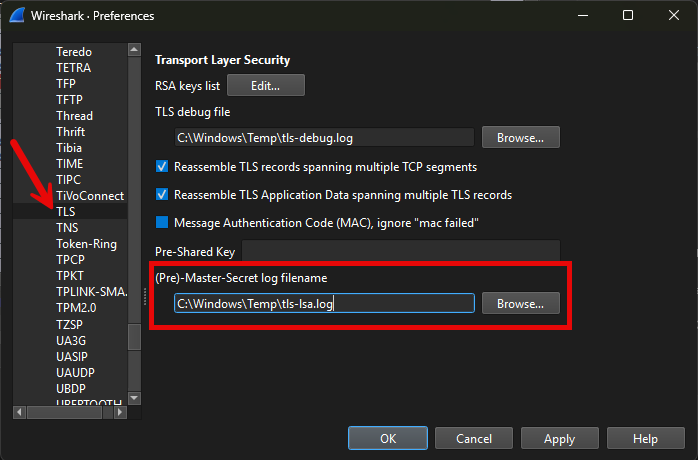 Wireshark · Preferences
Teredo
TETRA
TFP
TFTP
Thread
Thrift
Tibia
TIME
TIPC
TiVoConnect
TLS
TNS
Token-Ring
TPCP
TPKT
TPLINK-SMA
TPM2.0
TZSP
UA3G
UASIP
UAUDP
UBDP
UBERTOOTH
Transport Layer Security
RSA keys list Edit...
TLS debug file
C:\Windows\Temp\tls-debug.log Browse...
Reassemble TLS records spanning multiple TCP segments
Reassemble TLS Application Data spanning multiple TLS records
Message Authentication Code (MAC), ignore "mac failed"
Pre-Shared Key
(Pre)-Master-Secret log filename
C:\Windows\Temp\tls-lsa.log Browse...
OK Cancel Apply Help